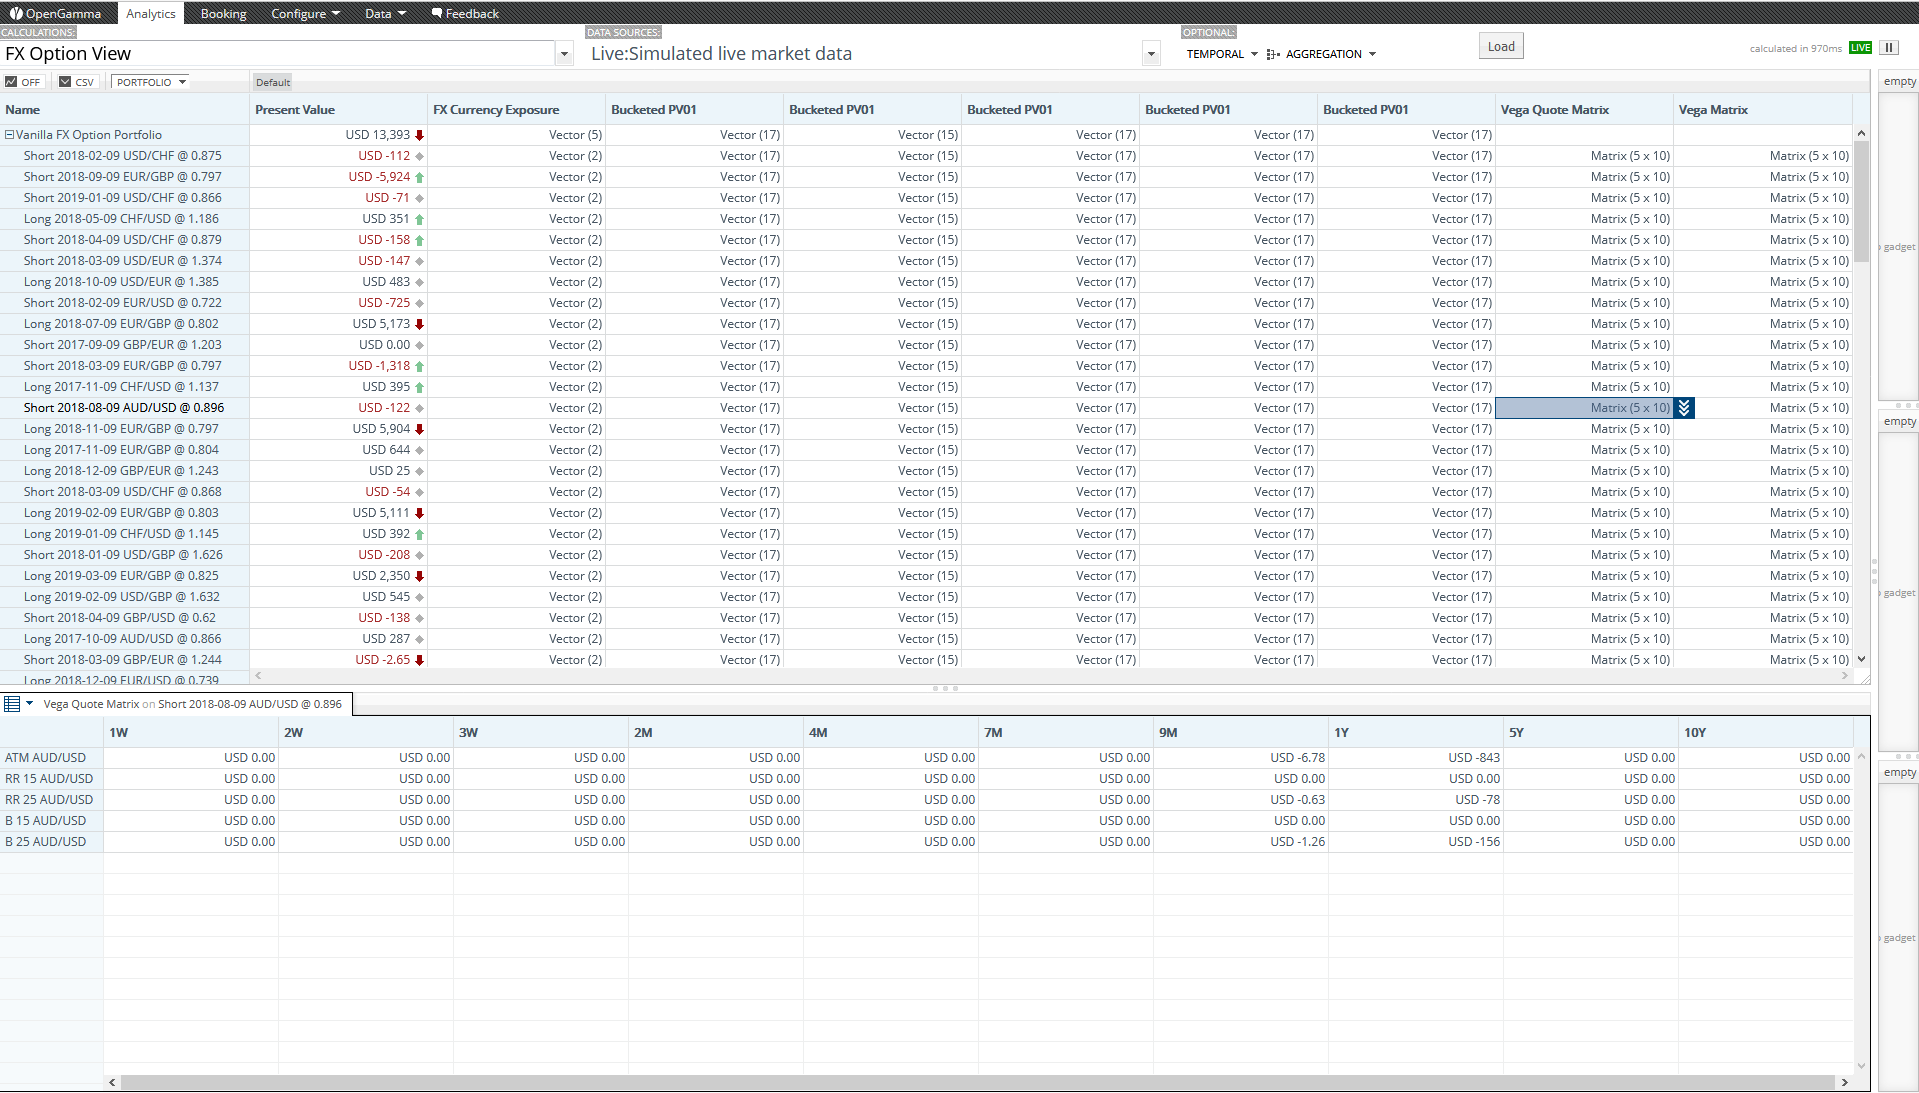 OpenGamma Analytics Booking Configure Data Feedback
CALCULATIONS: DATA SOURCES: OPTIONAL:
FX Option View Live:Simulated live market data TEMPORAL AGGREGATION Load calculated in 970ms LIVE
OFF CSV PORTFOLIO Default empty
Name Present Value FX Currency Exposure Bucketed PV01 Bucketed PV01 Bucketed PV01 Bucketed PV01 Bucketed PV01 Vega Quote Matrix Vega Matrix
Vanilla FX Option Portfolio USD 13,393 Vector (5) Vector (17) Vector (15) Vector (17) Vector (17) Vector (17)
Short 2018-02-09 USD/CHF @ 0.875 USD -112 Vector (2) Vector (17) Vector (15) Vector (17) Vector (17) Vector (17) Matrix (5 x 10) Matrix (5 x 10)
Short 2018-09-09 EUR/GBP @ 0.797 USD -5,924 Vector (2) Vector (17) Vector (15) Vector (17) Vector (17) Vector (17) Matrix (5 x 10) Matrix (5 x 10)
Short 2019-01-09 USD/CHF @ 0.866 USD -71 Vector (2) Vector (17) Vector (15) Vector (17) Vector (17) Vector (17) Matrix (5 x 10) Matrix (5 x 10)
Long 2018-05-09 CHF/USD @ 1.186 USD 351 Vector (2) Vector (17) Vector (15) Vector (17) Vector (17) Vector (17) Matrix (5 x 10) Matrix (5 x 10)
Short 2018-04-09 USD/CHF @ 0.879 USD -158 Vector (2) Vector (17) Vector (15) Vector (17) Vector (17) Vector (17) Matrix (5 x 10) Matrix (5 x 10)
gadget
Short 2018-03-09 USD/EUR @ 1.374 USD -147 Vector (2) Vector (17) Vector (15) Vector (17) Vector (17) Vector (17) Matrix (5 x 10) Matrix (5 x 10)
Long 2018-10-09 USD/EUR @ 1.385 USD 483 Vector (2) Vector (17) Vector (15) Vector (17) Vector (17) Vector (17) Matrix (5 x 10) Matrix (5 x 10)
Short 2018-02-09 EUR/USD @ 0.722 USD -725 Vector (2) Vector (17) Vector (15) Vector (17) Vector (17) Vector (17) Matrix (5 x 10) Matrix (5 x 10)
Long 2018-07-09 EUR/GBP @ 0.802 USD 5,173 Vector (2) Vector (17) Vector (15) Vector (17) Vector (17) Vector (17) Matrix (5 x 10) Matrix (5 x 10)
Short 2017-09-09 GBP/EUR @ 1.203 USD 0.00 Vector (2) Vector (17) Vector (15) Vector (17) Vector (17) Vector (17) Matrix (5 x 10) Matrix (5 x 10)
Short 2018-03-09 EUR/GBP @ 0.797 USD -1,318 Vector (2) Vector (17) Vector (15) Vector (17) Vector (17) Vector (17) Matrix (5 x 10) Matrix (5 x 10)
Long 2017-11-09 CHF/USD @ 1.137 USD 395 Vector (2) Vector (17) Vector (15) Vector (17) Vector (17) Vector (17) Matrix (5 x 10) Matrix (5 x 10)
Short 2018-08-09 AUD/USD @ 0.896 USD -122 Vector (2) Vector (17) Vector (15) Vector (17) Vector (17) Vector (17) Matrix (5 x 10) Matrix (5 x 10)
empty
Long 2018-11-09 EUR/GBP @ 0.797 USD 5,904 Vector (2) Vector (17) Vector (15) Vector (17) Vector (17) Vector (17) Matrix (5 x 10) Matrix (5 x 10)
Long 2017-11-09 EUR/GBP @ 0.804 USD 644 Vector (2) Vector (17) Vector (15) Vector (17) Vector (17) Vector (17) Matrix (5 x 10) Matrix (5 x 10)
Long 2018-12-09 GBP/EUR @ 1.243 USD 25 Vector (2) Vector (17) Vector (15) Vector (17) Vector (17) Vector (17) Matrix (5 x 10) Matrix (5 x 10)
Short 2018-03-09 USD/CHF @ 0.868 USD -54 Vector (2) Vector (17) Vector (15) Vector (17) Vector (17) Vector (17) Matrix (5 x 10) Matrix (5 x 10)
Long 2019-02-09 EUR/GBP @ 0.803 USD 5,111 Vector (2) Vector (17) Vector (15) Vector (17) Vector (17) Vector (17) Matrix (5 x 10) Matrix (5 x 10)
Long 2019-01-09 CHF/USD @ 1.145 USD 392 Vector (2) Vector (17) Vector (15) Vector (17) Vector (17) Vector (17) Matrix (5 x 10) Matrix (5 x 10)
Short 2018-01-09 USD/GBP @ 1.626 USD -208 Vector (2) Vector (17) Vector (15) Vector (17) Vector (17) Vector (17) Matrix (5 x 10) Matrix (5 x 10)
Long 2019-03-09 EUR/GBP @ 0.825 USD 2,350 Vector (2) Vector (17) Vector (15) Vector (17) Vector (17) Vector (17) Matrix (5 x 10) Matrix (5 x 10)
gadget
Long 2019-02-09 USD/GBP @ 1.632 USD 545 Vector (2) Vector (17) Vector (15) Vector (17) Vector (17) Vector (17) Matrix (5 x 10) Matrix (5 x 10)
Short 2018-04-09 GBP/USD @ 0.62 USD -138 Vector (2) Vector (17) Vector (15) Vector (17) Vector (17) Vector (17) Matrix (5 x 10) Matrix (5 x 10)
Long 2017-10-09 AUD/USD @ 0.866 USD 287 Vector (2) Vector (17) Vector (15) Vector (17) Vector (17) Vector (17) Matrix (5 x 10) Matrix (5 x 10)
Short 2018-03-09 GBP/EUR @ 1.244 USD -2.65 Vector (2) Vector (17) Vector (15) Vector (17) Vector (17) Vector (17) Matrix (5 x 10) Matrix (5 x 10)
Long 2018-12-09 EUR/USD @ 0.739
Vega Quote Matrix on Short 2018-08-09 AUD/USD @ 0.896
1W 2W 3W 2M 4M 7M 9M 1Y 5Y 10Y
ATM AUD/USD USD 0.00 USD 0.00 USD 0.00 USD 0.00 USD 0.00 USD 0.00 USD -6.78 USD -843 USD 0.00 USD 0.00
empty
RR 15 AUD/USD USD 0.00 USD 0.00 USD 0.00 USD 0.00 USD 0.00 USD 0.00 USD 0.00 USD 0.00 USD 0.00 USD 0.00
RR 25 AUD/USD USD 0.00 USD 0.00 USD 0.00 USD 0.00 USD 0.00 USD 0.00 USD -0.63 USD -78 USD 0.00 USD 0.00
B 15 AUD/USD USD 0.00 USD 0.00 USD 0.00 USD 0.00 USD 0.00 USD 0.00 USD 0.00 USD 0.00 USD 0.00 USD 0.00
B 25 AUD/USD USD 0.00 USD 0.00 USD 0.00 USD 0.00 USD 0.00 USD 0.00 USD -1.26 USD -156 USD 0.00 USD 0.00
gadget